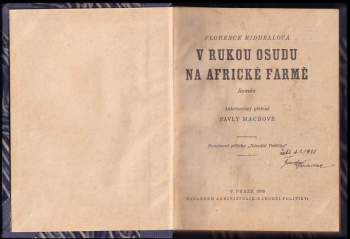 FLORENCE RIDDELLOVÁ
V RUKOU OSUDU
NA AFRICKÉ FARMĚ
Román
Autorisovaný překlad
PAVLY MACHOVÉ
Románová příloha „Národní Politiky"
V PRAZE 1930
NÁKLADEM ADMINISTRACE NÁRODNÍ POLITIKY